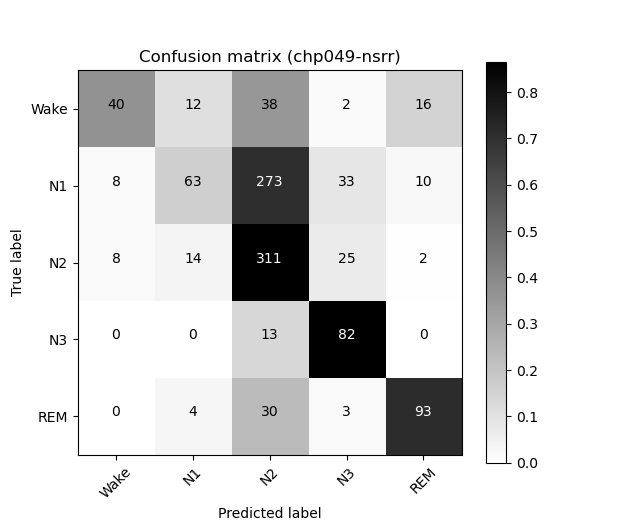 Confusion matrix (chp049-nsrr)
True label
Wake 40 12 38 2 16
N1 8 63 273 33 10
N2 8 14 311 25 2
N3 0 0 13 82 0
REM 0 4 30 3 93
Wake N1 N2 N3 REM
Predicted label
0.8
0.7
0.6
0.5
0.4
0.3
0.2
0.1
0.0